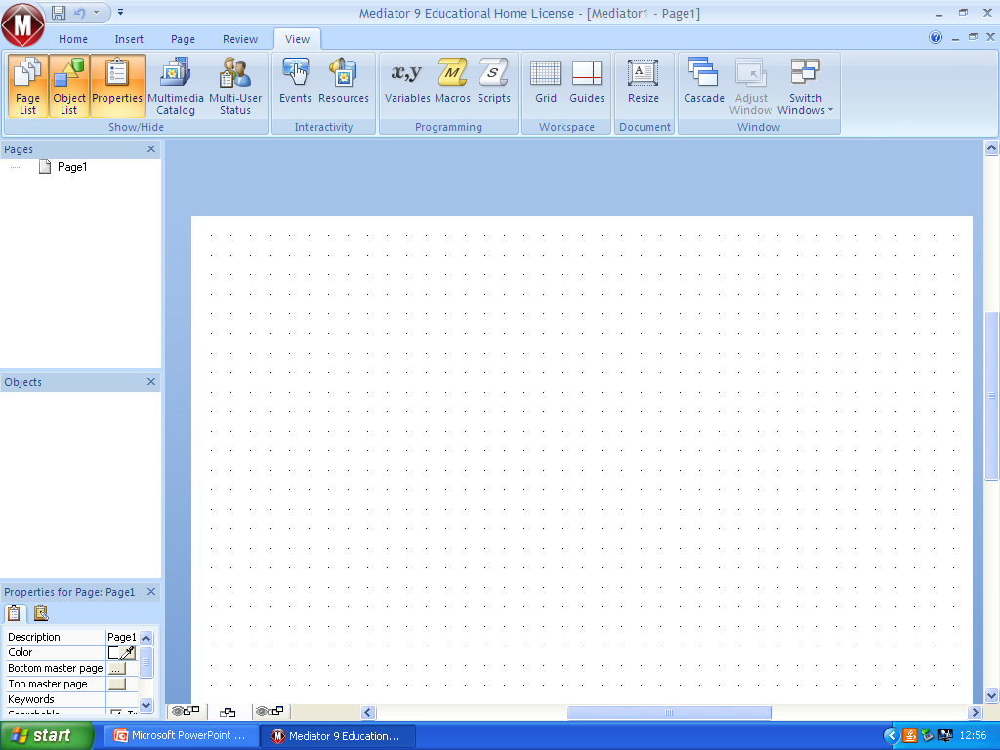 Mediator 9 Educational Home License - [Mediator1 - Page1]
M
Home Insert Page Review View
Page List Object List Properties Multimedia Catalog Multi-User Status
Show/Hide
Events Resources
Interactivity
x,y Variables M Macros S Scripts
Programming
Grid Guides
Workspace
A Resize
Document
Cascade Adjust Window Switch Windows
Window
Pages
Page1
Objects
Properties for Page: Page1
Description Page1
Color
Bottom master page ...
Top master page ...
Keywords
start Microsoft PowerPoint ... Mediator 9 Education... 12:56